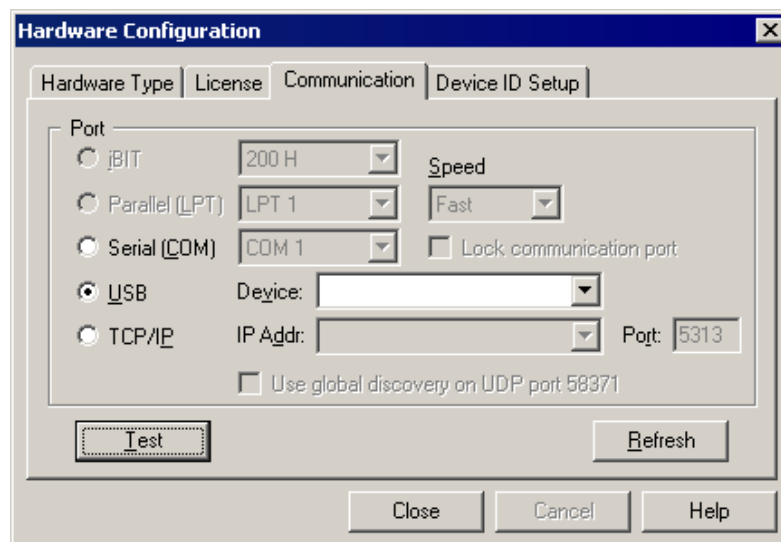 Hardware Configuration
Hardware Type License Communication Device ID Setup
Port
iBIT 200 H Speed
Parallel (LPT) LPT 1 Fast
Serial (COM) COM 1 Lock communication port
USB Device:
TCP/IP IP Addr: Port: 5313
Use global discovery on UDP port 58371
Test Refresh
Close Cancel Help